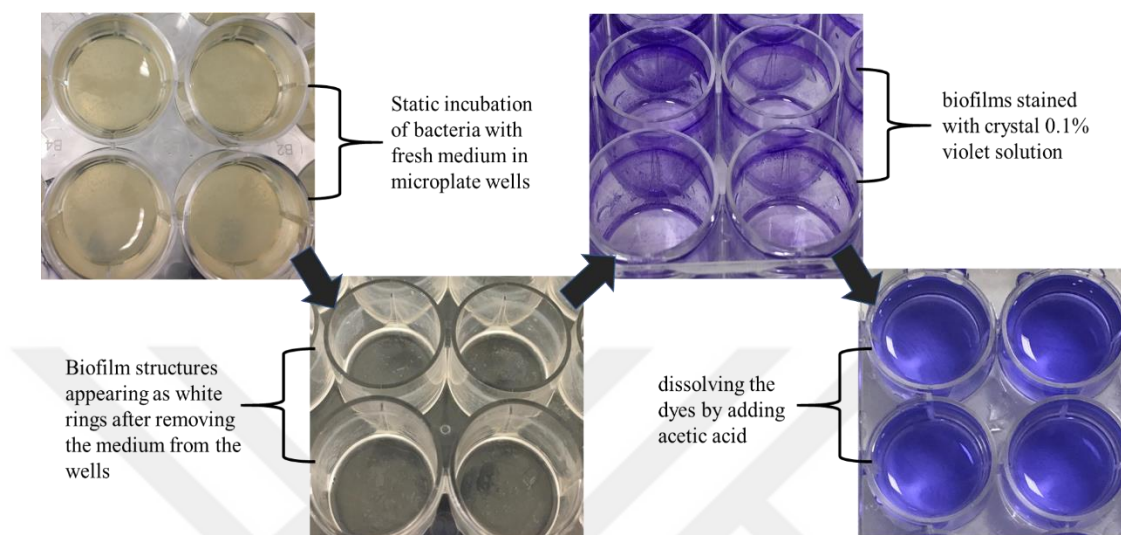 Static incubation
of bacteria with
fresh medium in
microplate wells
biofilms stained
with crystal 0.1%
violet solution
Biofilm structures
appearing as white
rings after removing
the medium from the
wells
dissolving the
dyes by adding
acetic acid
B4
B2